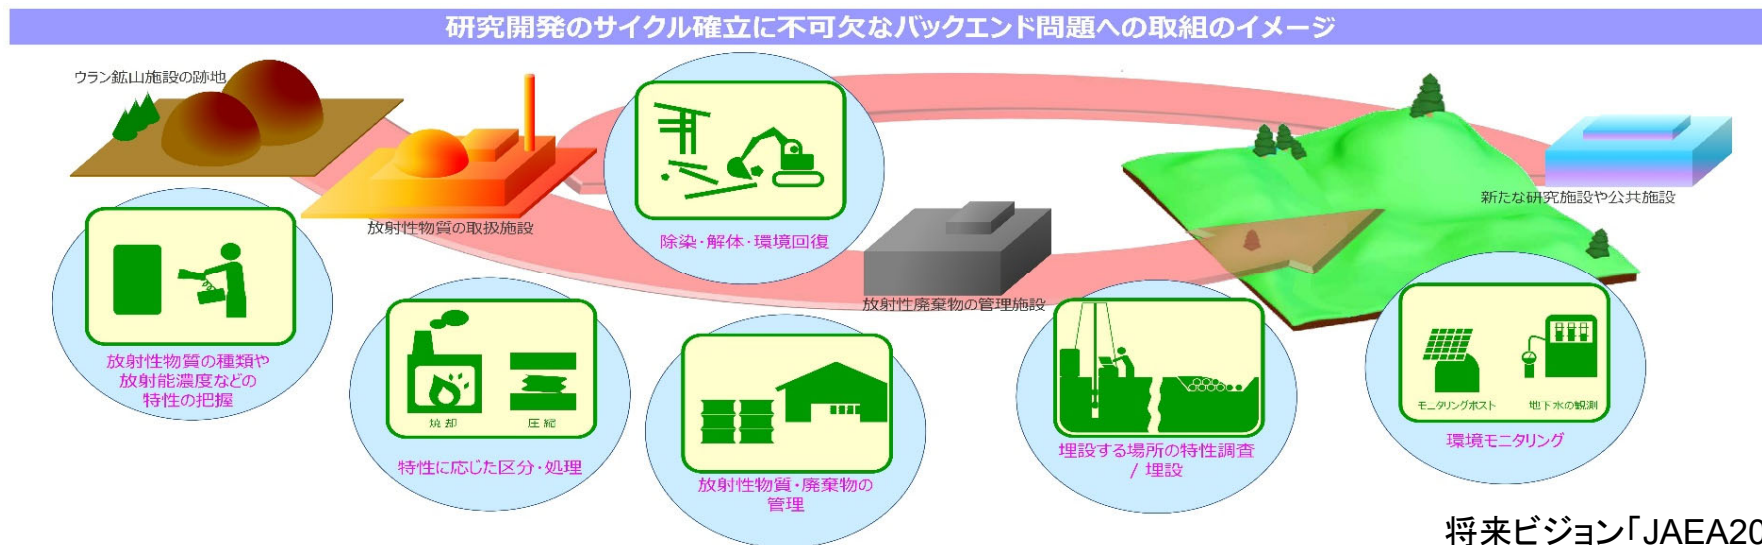 研究開発のサイクル確立に不可欠なバックエンド問題への取組のイメージ
ウラン鉱山施設の跡地
放射性物質の取扱施設
除染・解体・環境回復
放射性廃棄物の管理施設
新たな研究施設や公共施設
放射性物質の種類や
放射能濃度などの
特性の把握
焼却
圧縮
特性に応じた区分・処理
放射性物質・廃棄物の
管理
埋設する場所の特性調査
/ 埋設
モニタリングポスト
地下水の観測
環境モニタリング
将来ビジョン「JAEA20